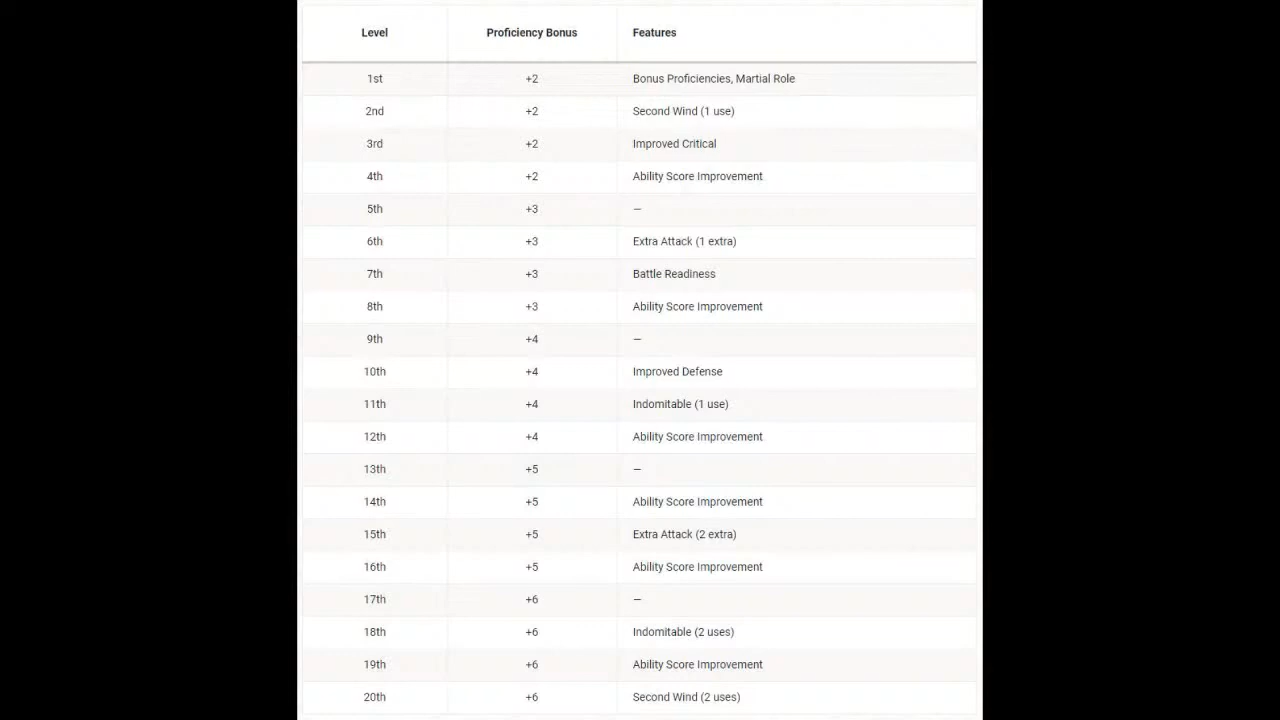 Level Proficiency Bonus Features
1st +2 Bonus Proficiencies, Martial Role
2nd +2 Second Wind (1 use)
3rd +2 Improved Critical
4th +2 Ability Score Improvement
5th +3 —
6th +3 Extra Attack (1 extra)
7th +3 Battle Readiness
8th +3 Ability Score Improvement
9th +4 —
10th +4 Improved Defense
11th +4 Indomitable (1 use)
12th +4 Ability Score Improvement
13th +5 —
14th +5 Ability Score Improvement
15th +5 Extra Attack (2 extra)
16th +5 Ability Score Improvement
17th +6 —
18th +6 Indomitable (2 uses)
19th +6 Ability Score Improvement
20th +6 Second Wind (2 uses)